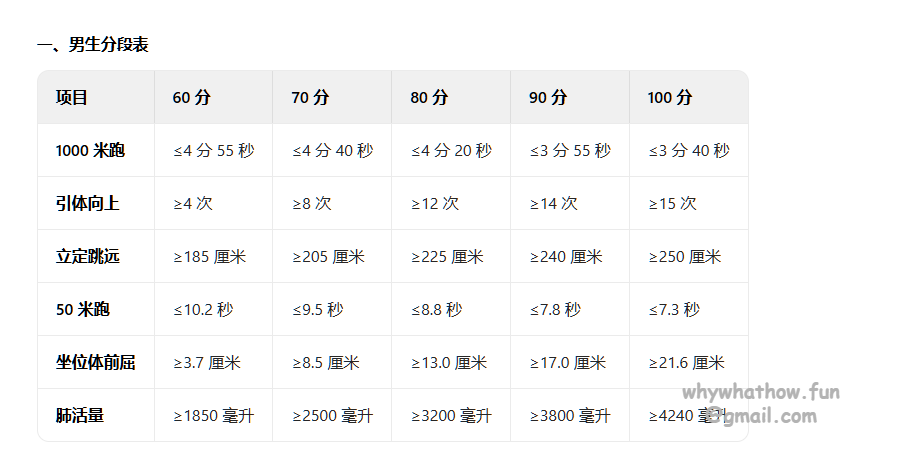 一、男生分段表
项目 60 分 70 分 80 分 90 分 100 分
1000 米跑 ≤4 分 55 秒 ≤4 分 40 秒 ≤4 分 20 秒 ≤3 分 55 秒 ≤3 分 40 秒
引体向上 ≥4 次 ≥8 次 ≥12 次 ≥14 次 ≥15 次
立定跳远 ≥185 厘米 ≥205 厘米 ≥225 厘米 ≥240 厘米 ≥250 厘米
50 米跑 ≤10.2 秒 ≤9.5 秒 ≤8.8 秒 ≤7.8 秒 ≤7.3 秒
坐位体前屈 ≥3.7 厘米 ≥8.5 厘米 ≥13.0 厘米 ≥17.0 厘米 ≥21.6 厘米
肺活量 ≥1850 毫升 ≥2500 毫升 ≥3200 毫升 ≥3800 毫升 ≥4240 毫升
whywhathow.fun
@gmail.com